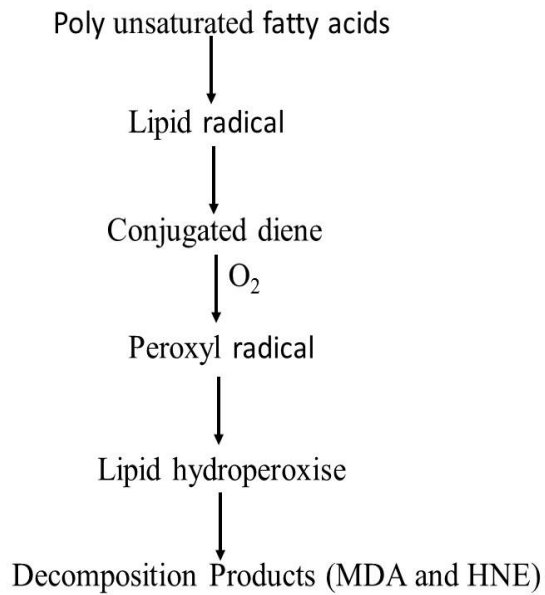 Poly unsaturated fatty acids
Lipid radical
Conjugated diene
O₂
Peroxyl radical
Lipid hydroperoxise
Decomposition Products (MDA and HNE)